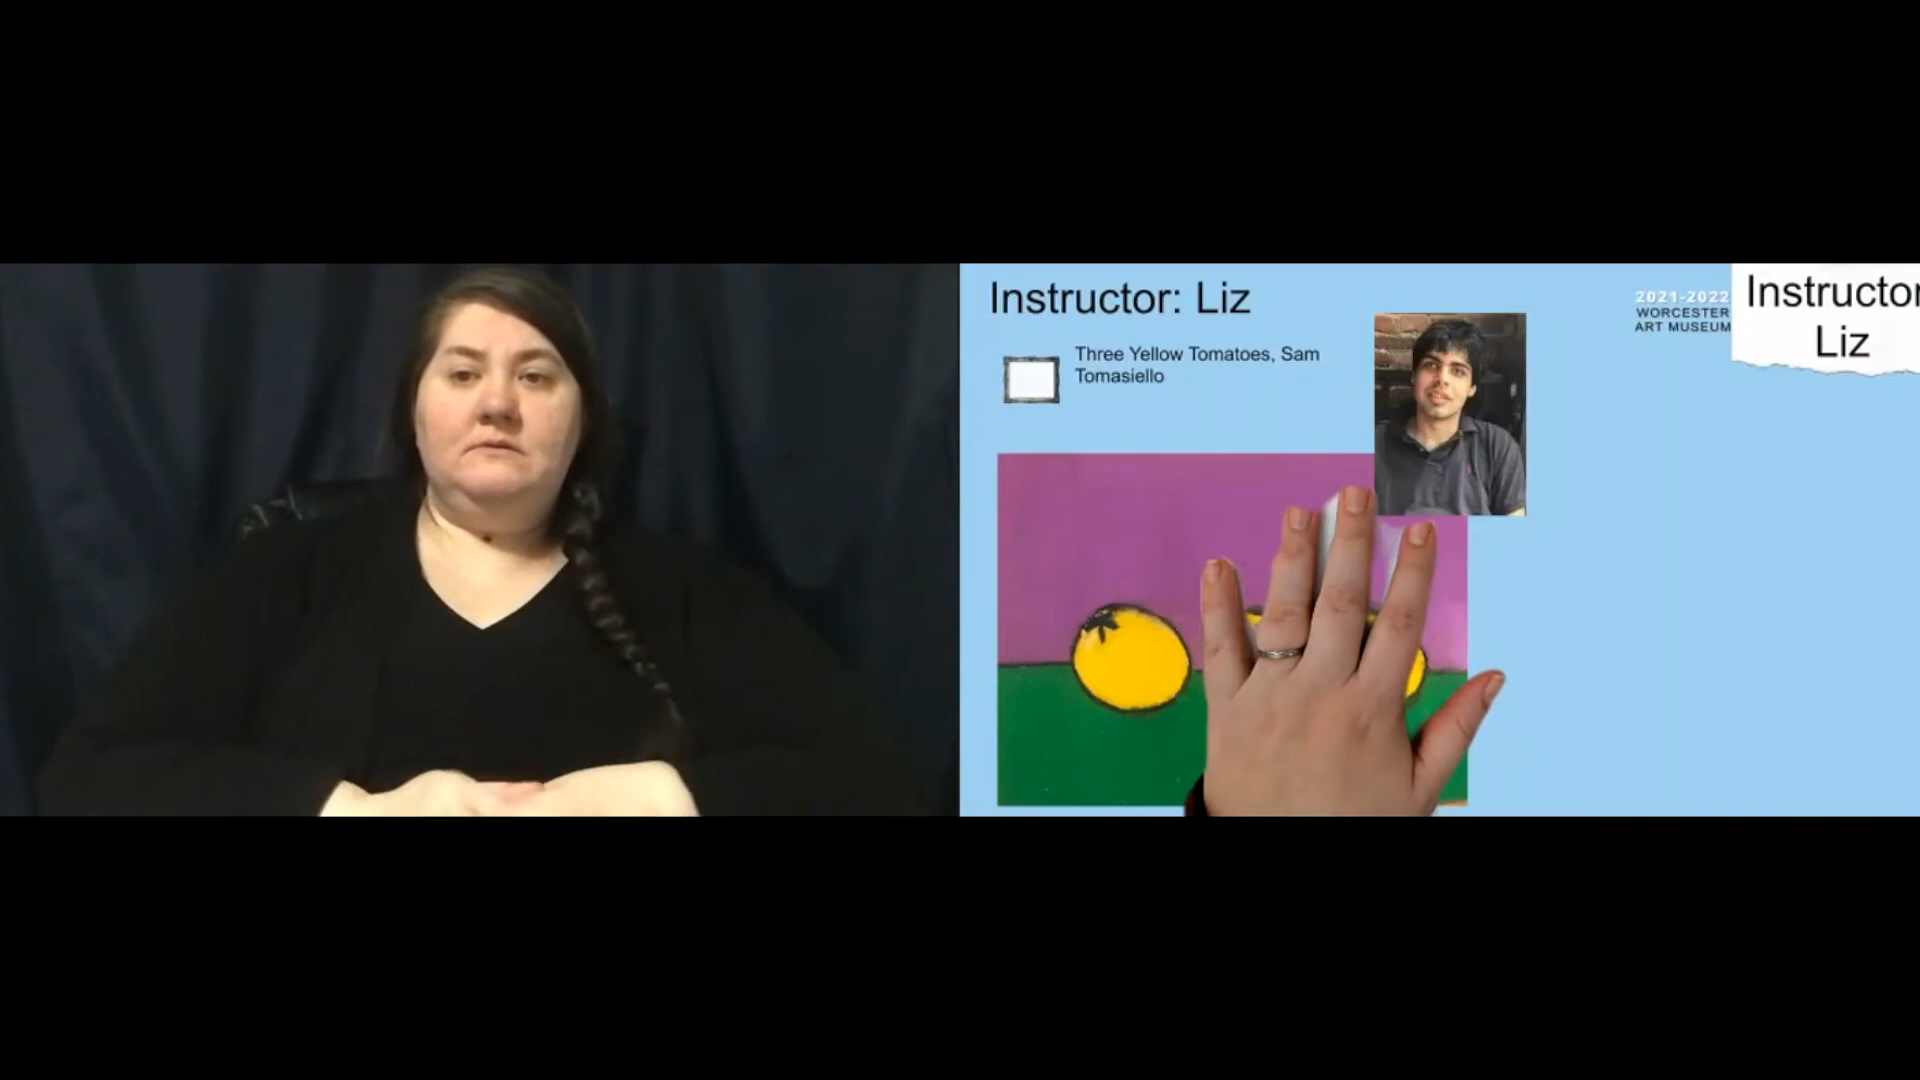 Instructor: Liz
Three Yellow Tomatoes, Sam
Tomasiello
2021-2022
WORCESTER
ART MUSEUM
Instructor
Liz